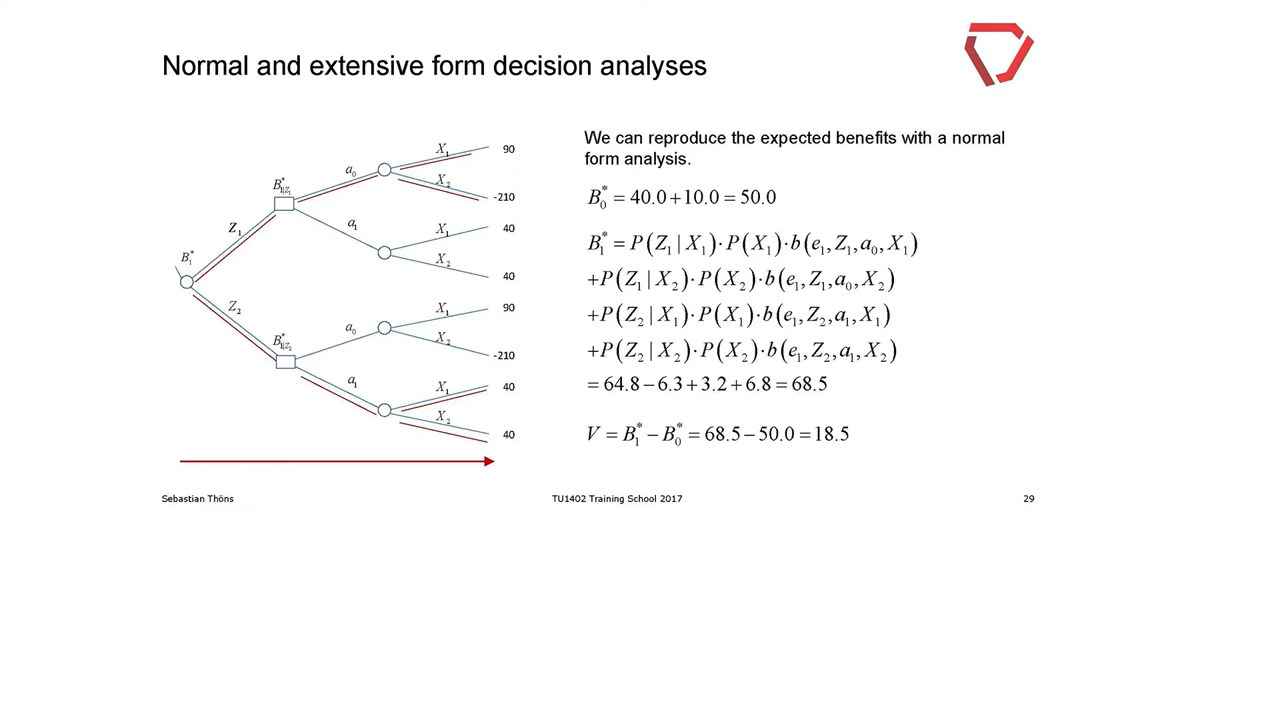 Normal and extensive form decision analyses
We can reproduce the expected benefits with a normal
form analysis.
B₀* = 40.0 + 10.0 = 50.0
B₁* = P(Z₁ | X₁)·P(X₁)·b(e₁, Z₁, a₀, X₁)
+P(Z₁ | X₂)·P(X₂)·b(e₁, Z₁, a₀, X₂)
+P(Z₂ | X₁)·P(X₁)·b(e₁, Z₂, a₁, X₁)
+P(Z₂ | X₂)·P(X₂)·b(e₁, Z₂, a₁, X₂)
= 64.8 − 6.3 + 3.2 + 6.8 = 68.5
V = B₁* − B₀* = 68.5 − 50.0 = 18.5
B₁*
Z₁
Z₂
B*₁|Z₁
a₀
X₁
90
X₂
-210
a₁
X₁
40
X₂
40
B*₁|Z₂
a₀
X₁
90
X₂
-210
a₁
X₁
40
X₂
40
Sebastian Thöns
TU1402 Training School 2017
29